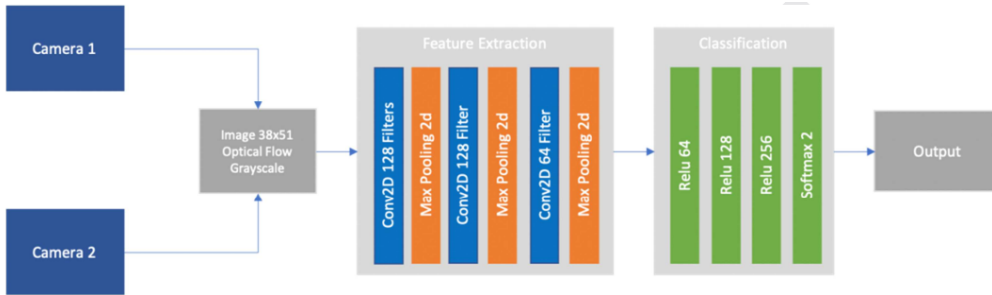 Camera 1
Camera 2
Image 38x51
Optical Flow
Grayscale
Feature Extraction
Conv2D 128 Filters
Max Pooling 2d
Conv2D 128 Filter
Max Pooling 2d
Conv2D 64 Filter
Max Pooling 2d
Classification
Relu 64
Relu 128
Relu 256
Softmax 2
Output